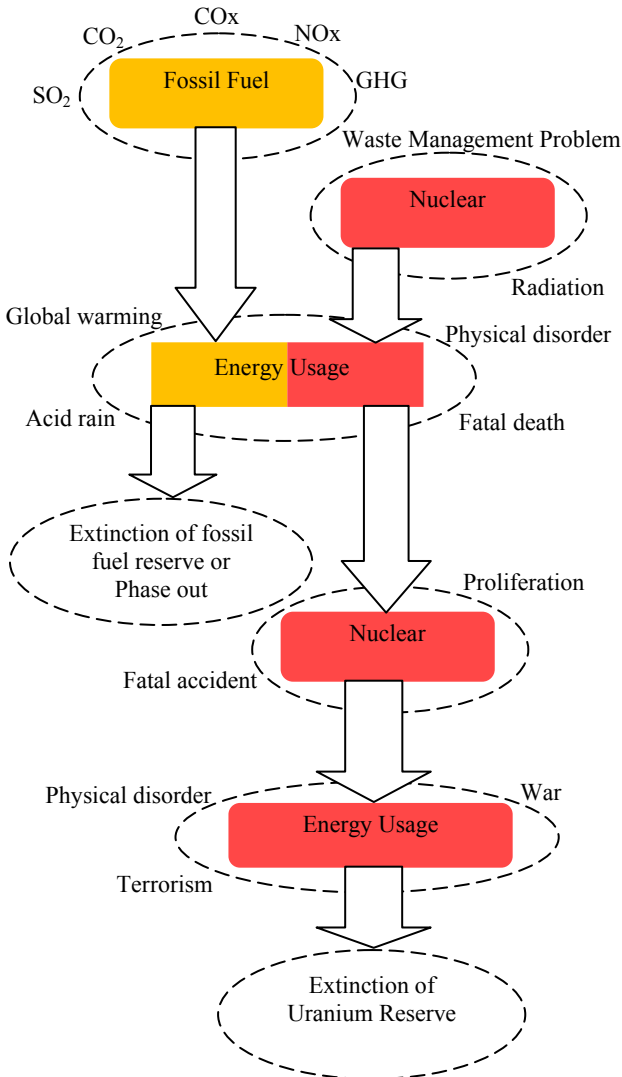 COx
CO₂
NOx
SO₂
Fossil Fuel
GHG
Waste Management Problem
Nuclear
Radiation
Global warming
Physical disorder
Energy Usage
Acid rain
Fatal death
Extinction of fossil
fuel reserve or
Phase out
Proliferation
Nuclear
Fatal accident
Physical disorder
War
Energy Usage
Terrorism
Extinction of
Uranium Reserve